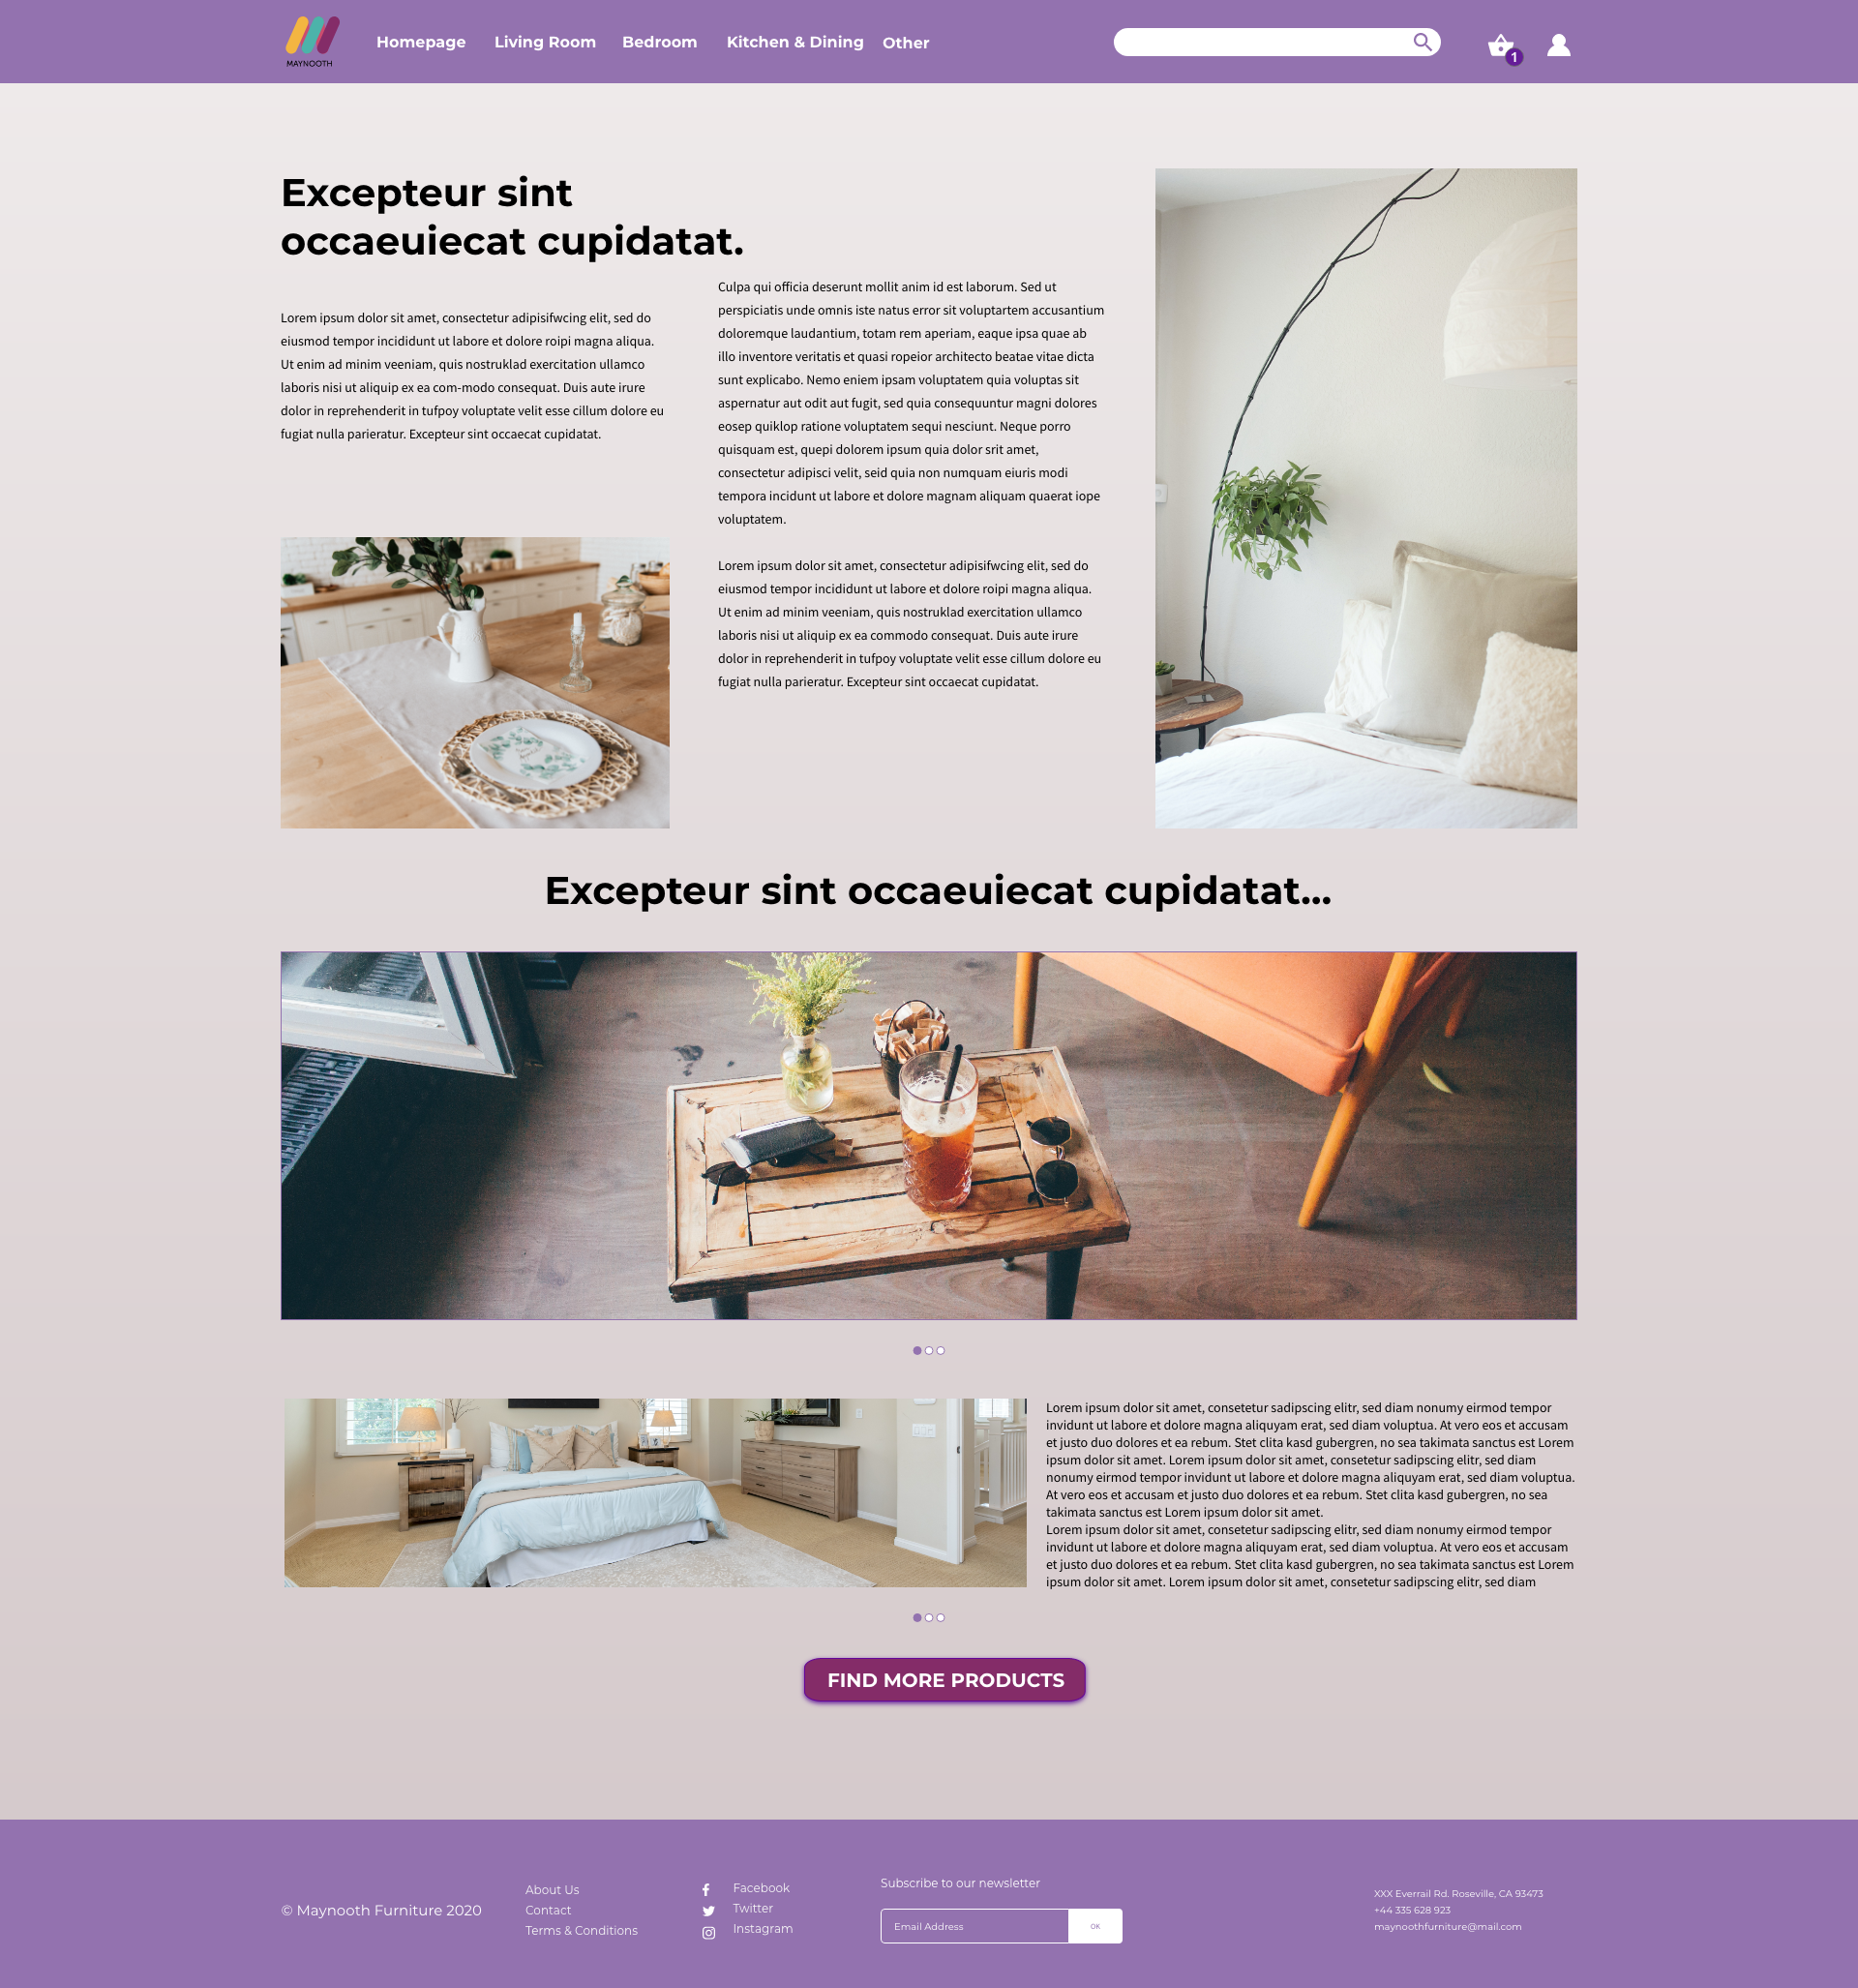 MAYNOOTH
Homepage
Living Room
Bedroom
Kitchen & Dining
Other
1
Excepteur sint
occaeuiecat cupidatat.
Lorem ipsum dolor sit amet, consectetur adipisifwcing elit, sed do
eiusmod tempor incididunt ut labore et dolore roipi magna aliqua.
Ut enim ad minim veeniam, quis nostruklad exercitation ullamco
laboris nisi ut aliquip ex ea com-modo consequat. Duis aute irure
dolor in reprehenderit in tufpoy voluptate velit esse cillum dolore eu
fugiat nulla parieratur. Excepteur sint occaecat cupidatat.
Culpa qui officia deserunt mollit anim id est laborum. Sed ut
perspiciatis unde omnis iste natus error sit voluptartem accusantium
doloremque laudantium, totam rem aperiam, eaque ipsa quae ab
illo inventore veritatis et quasi ropeior architecto beatae vitae dicta
sunt explicabo. Nemo eniem ipsam voluptatem quia voluptas sit
aspernatur aut odit aut fugit, sed quia consequuntur magni dolores
eosep quiklop ratione voluptatem sequi nesciunt. Neque porro
quisquam est, quepi dolorem ipsum quia dolor srit amet,
consectetur adipisci velit, seid quia non numquam eiuris modi
tempora incidunt ut labore et dolore magnam aliquam quaerat iope
voluptatem.
Lorem ipsum dolor sit amet, consectetur adipisifwcing elit, sed do
eiusmod tempor incididunt ut labore et dolore roipi magna aliqua.
Ut enim ad minim veeniam, quis nostruklad exercitation ullamco
laboris nisi ut aliquip ex ea commodo consequat. Duis aute irure
dolor in reprehenderit in tufpoy voluptate velit esse cillum dolore eu
fugiat nulla parieratur. Excepteur sint occaecat cupidatat.
Excepteur sint occaeuiecat cupidatat...
Lorem ipsum dolor sit amet, consetetur sadipscing elitr, sed diam nonumy eirmod tempor
invidunt ut labore et dolore magna aliquyam erat, sed diam voluptua. At vero eos et accusam
et justo duo dolores et ea rebum. Stet clita kasd gubergren, no sea takimata sanctus est Lorem
ipsum dolor sit amet. Lorem ipsum dolor sit amet, consetetur sadipscing elitr, sed diam
nonumy eirmod tempor invidunt ut labore et dolore magna aliquyam erat, sed diam voluptua.
At vero eos et accusam et justo duo dolores et ea rebum. Stet clita kasd gubergren, no sea
takimata sanctus est Lorem ipsum dolor sit amet.
Lorem ipsum dolor sit amet, consetetur sadipscing elitr, sed diam nonumy eirmod tempor
invidunt ut labore et dolore magna aliquyam erat, sed diam voluptua. At vero eos et accusam
et justo duo dolores et ea rebum. Stet clita kasd gubergren, no sea takimata sanctus est Lorem
ipsum dolor sit amet. Lorem ipsum dolor sit amet, consetetur sadipscing elitr, sed diam
FIND MORE PRODUCTS
© Maynooth Furniture 2020
About Us
Contact
Terms & Conditions
Facebook
Twitter
Instagram
Subscribe to our newsletter
Email Address
OK
XXX Everrail Rd. Roseville, CA 93473
+44 335 628 923
maynoothfurniture@mail.com